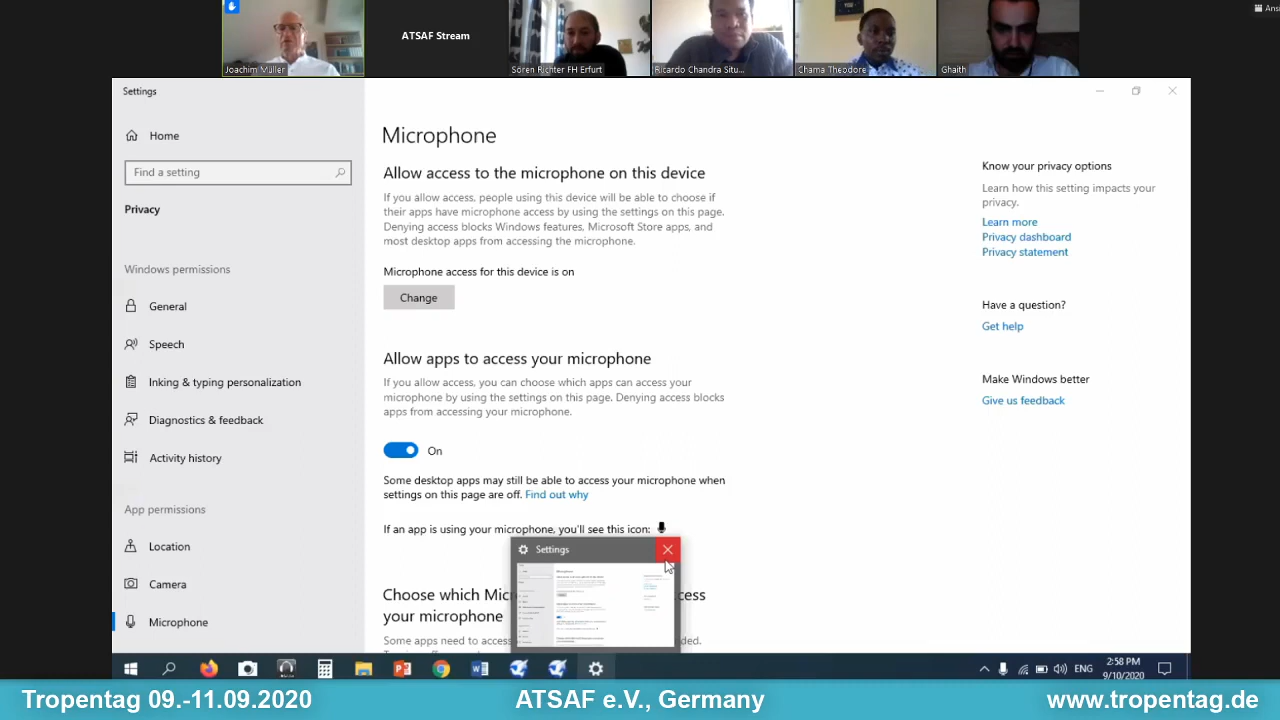 ATSAF Stream
Ans
Joachim Müller
Sören Richter FH Erfurt
Ricardo Chandra Situ...
Chama Theodore
Ghaith
Settings
Home
Find a setting
Privacy
Windows permissions
General
Speech
Inking & typing personalization
Diagnostics & feedback
Activity history
App permissions
Location
Camera
Microphone
Microphone
Allow access to the microphone on this device
If you allow access, people using this device will be able to choose if
their apps have microphone access by using the settings on this page.
Denying access blocks Windows features, Microsoft Store apps, and
most desktop apps from accessing the microphone.
Microphone access for this device is on
Change
Allow apps to access your microphone
If you allow access, you can choose which apps can access your
microphone by using the settings on this page. Denying access blocks
apps from accessing your microphone.
On
Some desktop apps may still be able to access your microphone when
settings on this page are off. Find out why
If an app is using your microphone, you'll see this icon:
Settings
Choose which Micr cess
your microphone
Some apps need to access ded.
Know your privacy options
Learn how this setting impacts your
privacy.
Learn more
Privacy dashboard
Privacy statement
Have a question?
Get help
Make Windows better
Give us feedback
ENG
2:58 PM
9/10/2020
Tropentag 09.-11.09.2020
ATSAF e.V., Germany
www.tropentag.de